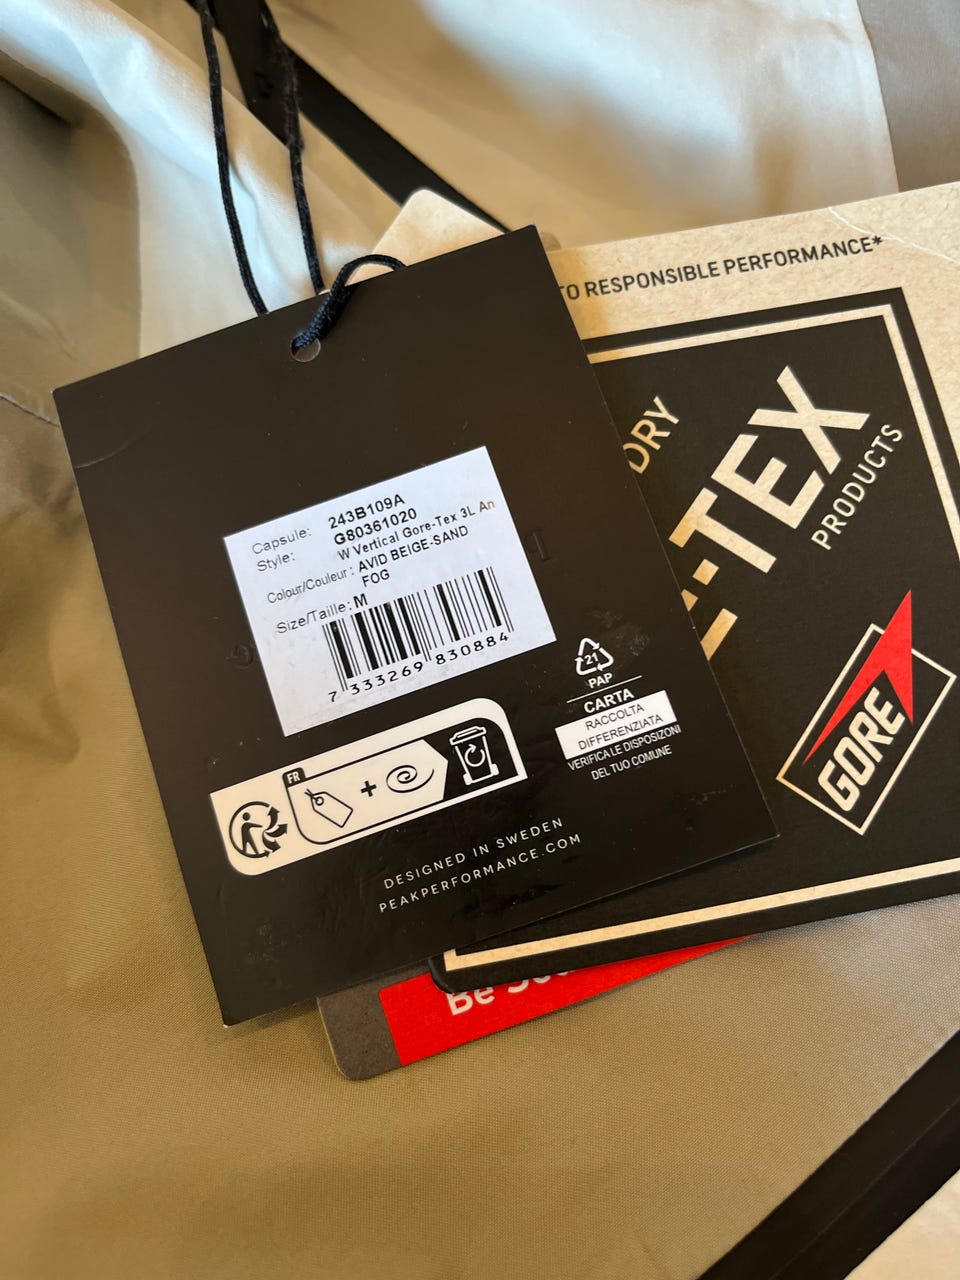 Capsule: 243B109A
Style: G80361020
W Vertical Gore-Tex 3L An
Colour/Couleur: AVID BEIGE-SAND
FOG
Size/Taille: M
7 333269 830884
21
PAP
CARTA
RACCOLTA
DIFFERENZIATA
VERIFICA LE DISPOSIZONI
DEL TUO COMUNE
FR
+
DESIGNED IN SWEDEN
PEAKPERFORMANCE.COM
TO RESPONSIBLE PERFORMANCE*
DRY
E-TEX
PRODUCTS
GORE
Be